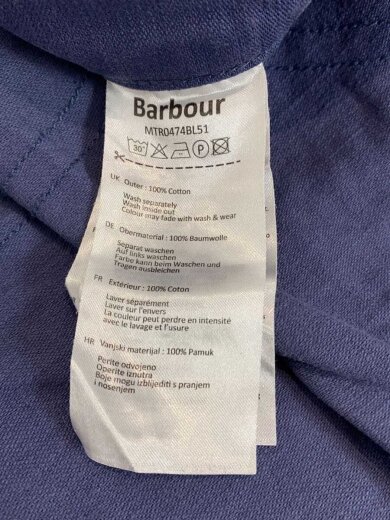 Barbour
MTR0474BL51
30°
P
UK Outer : 100% Cotton
Wash separately
Wash inside out
Colour may fade with wash & wear
DE Obermaterial : 100% Baumwolle
Separat waschen
Auf links waschen
Farbe kann beim Waschen und
Tragen ausbleichen
FR Extérieur : 100% Coton
Laver séparément
Laver sur l'envers
La couleur peut perdre en intensité
avec le lavage et l'usure
HR Vanjski materijal : 100% Pamuk
Perite odvojeno
Operite iznutra
Boje mogu izblijediti s pranjem
i nošenjem